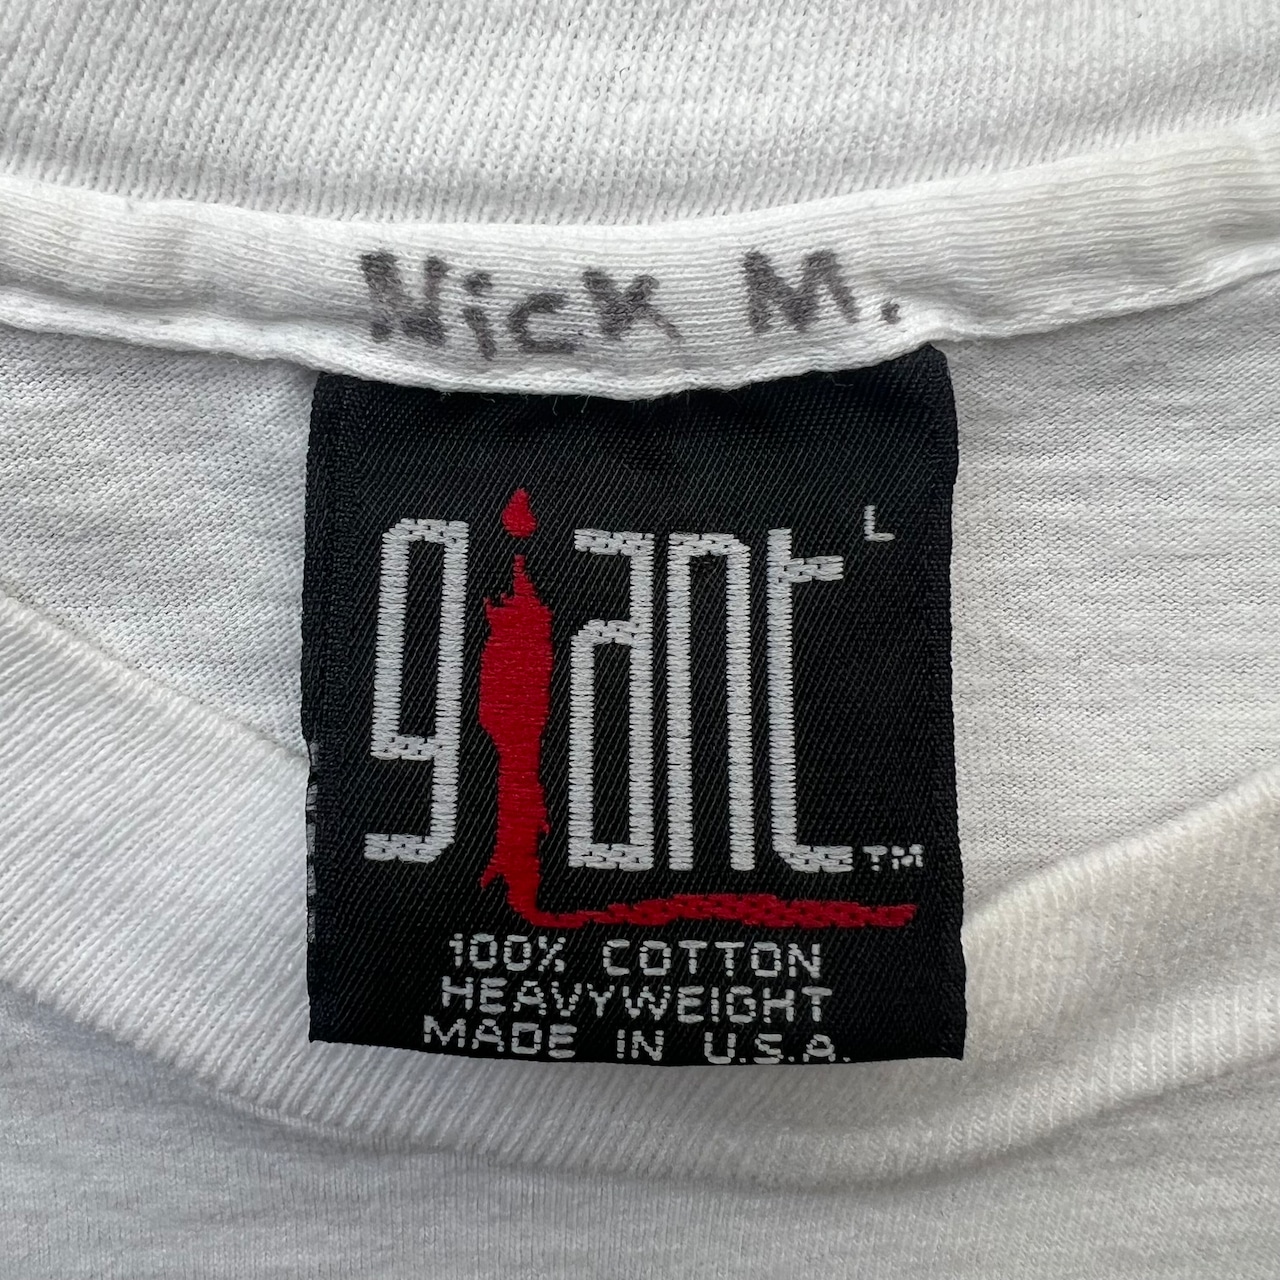 Nick M.
giant L
TM
100% COTTON
HEAVYWEIGHT
MADE IN U.S.A.